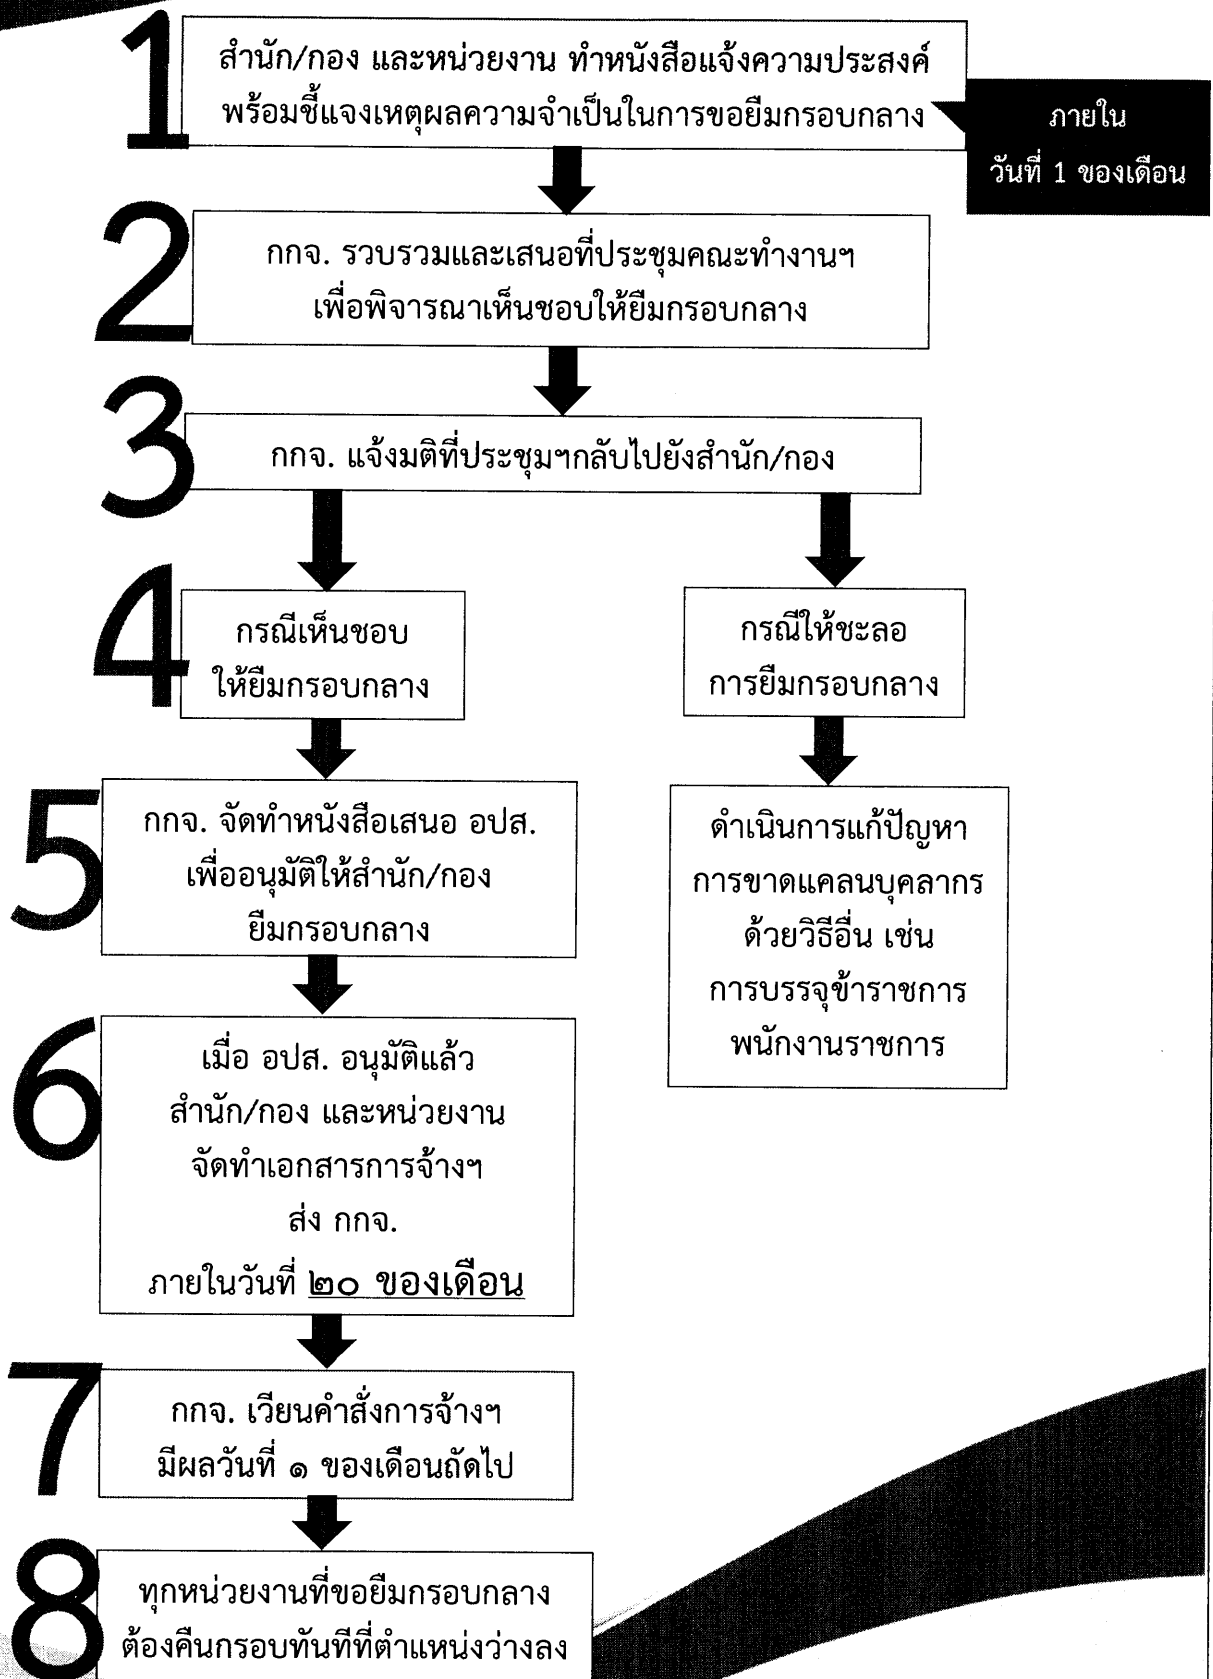 1
สำนัก/กอง และหน่วยงาน ทำหนังสือแจ้งความประสงค์
พร้อมชี้แจงเหตุผลความจำเป็นในการขอยืมกรอบกลาง
ภายใน
วันที่ 1 ของเดือน
2
กกจ. รวบรวมและเสนอที่ประชุมคณะทำงานฯ
เพื่อพิจารณาเห็นชอบให้ยืมกรอบกลาง
3
กกจ. แจ้งมติที่ประชุมฯกลับไปยังสำนัก/กอง
4
กรณีเห็นชอบ
ให้ยืมกรอบกลาง
กรณีให้ชะลอ
การยืมกรอบกลาง
5
กกจ. จัดทำหนังสือเสนอ อปส.
เพื่ออนุมัติให้สำนัก/กอง
ยืมกรอบกลาง
ดำเนินการแก้ปัญหา
การขาดแคลนบุคลากร
ด้วยวิธีอื่น เช่น
การบรรจุข้าราชการ
พนักงานราชการ
6
เมื่อ อปส. อนุมัติแล้ว
สำนัก/กอง และหน่วยงาน
จัดทำเอกสารการจ้างฯ
ส่ง กกจ.
ภายในวันที่ ๒๐ ของเดือน
7
กกจ. เวียนคำสั่งการจ้างฯ
มีผลวันที่ ๑ ของเดือนถัดไป
8
ทุกหน่วยงานที่ขอยืมกรอบกลาง
ต้องคืนกรอบทันทีที่ตำแหน่งว่างลง